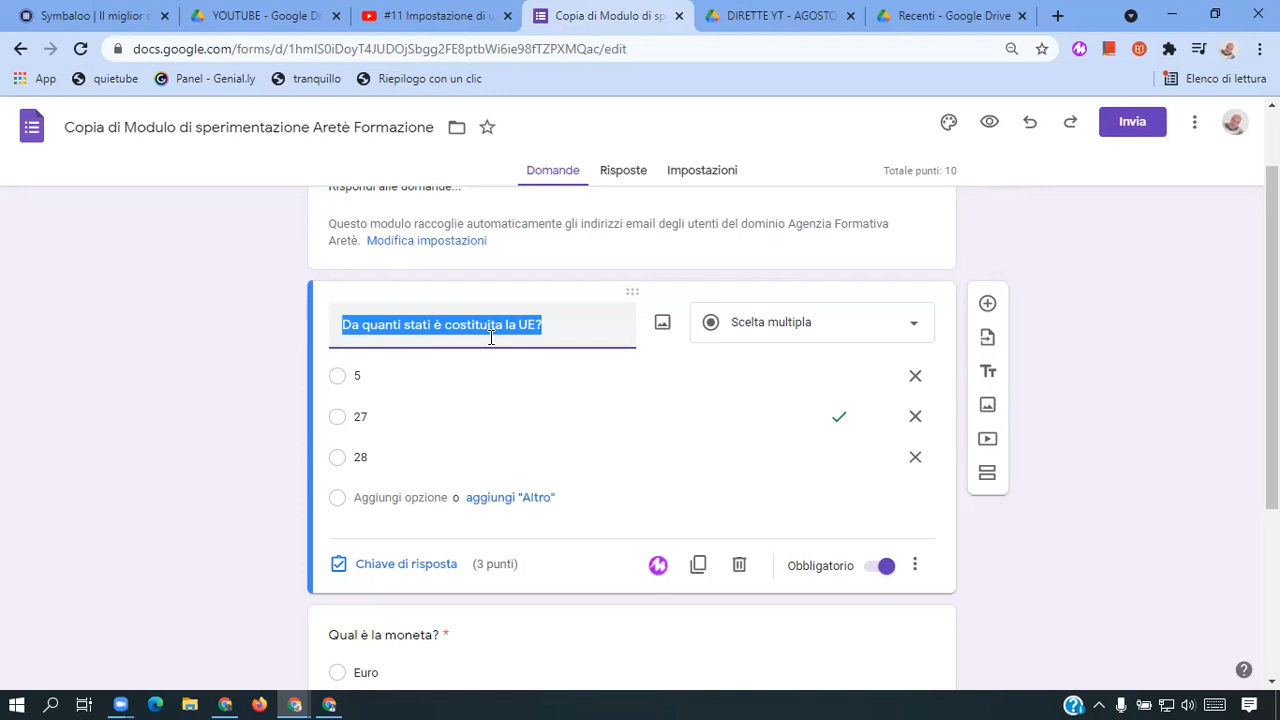 Symbaloo | Il miglior s
YOUTUBE - Google Dr
#11 Impostazione di u
Copia di Modulo di sp
DIRETTE YT - AGOSTO
Recenti - Google Drive
docs.google.com/forms/d/1hmIS0iDoyT4JUDOjSbgg2FE8ptbWi6ie98fTZPXMQac/edit
App
quietube
Panel - Genial.ly
tranquillo
Riepilogo con clic
Elenco di lettura
Copia di Modulo di sperimentazione Aretè Formazione
Invia
Domande
Risposte
Impostazioni
Totale punti: 10
Rispondi alle domande...
Questo modulo raccoglie automaticamente gli indirizzi email degli utenti del dominio Agenzia Formativa
Aretè. Modifica impostazioni
Da quanti stati è costituita la UE?
Scelta multipla
5
27
28
Aggiungi opzione o aggiungi "Altro"
Chiave di risposta (3 punti)
Obbligatorio
Qual è la moneta? *
Euro